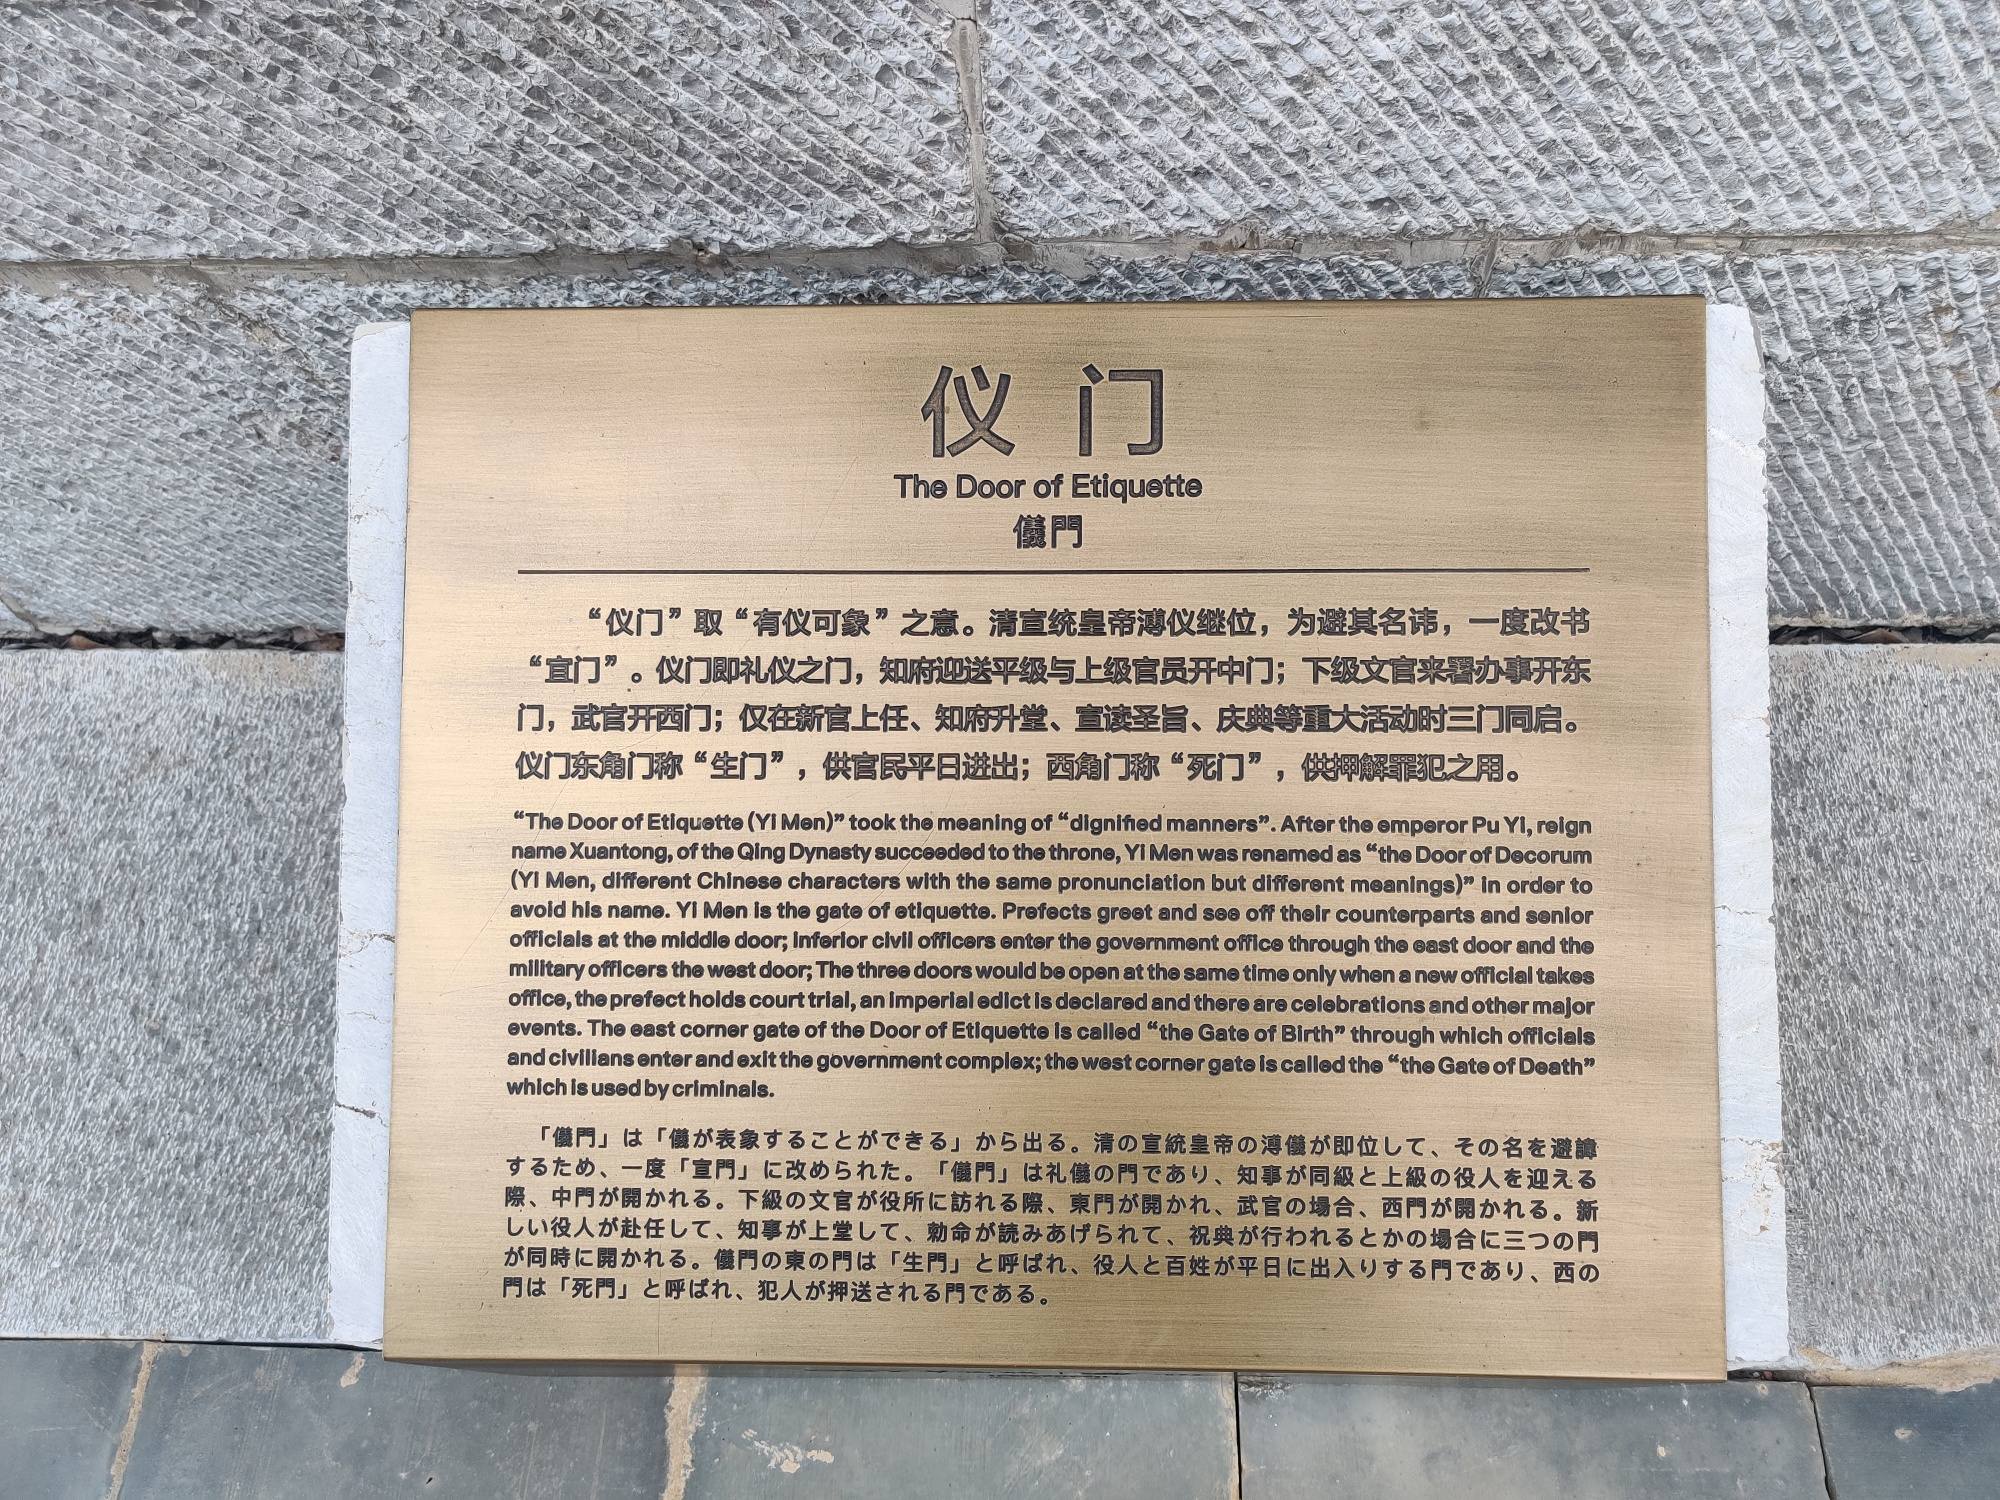 仪门
The Door of Etiquette
儀門
“仪门”取“有仪可象”之意。清宣统皇帝溥仪继位，为避其名讳，一度改书
“宜门”。仪门即礼仪之门，知府迎送平级与上级官员开中门；下级文官来署办事开东
门，武官开西门；仅在新官上任、知府升堂、宣读圣旨、庆典等重大活动时三门同启。
仪门东角门称“生门”，供官民平日进出；西角门称“死门”，供押解罪犯之用。
“The Door of Etiquette (Yi Men)” took the meaning of “dignified manners”. After the emperor Pu Yi, reign
name Xuantong, of the Qing Dynasty succeeded to the throne, Yi Men was renamed as “the Door of Decorum
(Yi Men, different Chinese characters with the same pronunciation but different meanings)” in order to
avoid his name. Yi Men is the gate of etiquette. Prefects greet and see off their counterparts and senior
officials at the middle door; inferior civil officers enter the government office through the east door and the
military officers the west door; The three doors would be open at the same time only when a new official takes
office, the prefect holds court trial, an imperial edict is declared and there are celebrations and other major
events. The east corner gate of the Door of Etiquette is called “the Gate of Birth” through which officials
and civilians enter and exit the government complex; the west corner gate is called the “the Gate of Death”
which is used by criminals.
「儀門」は「儀が表象することができる」から出る。清の宣統皇帝の溥儀が即位して、その名を避諱
するため、一度「宜門」に改められた。「儀門」は礼儀の門であり、知事が同級と上級の役人を迎える
際、中門が開かれる。下級の文官が役所に訪れる際、東門が開かれ、武官の場合、西門が開かれる。新
しい役人が赴任して、知事が上堂して、勅命が読みあげられて、祝典が行われるとかの場合に三つの門
が同時に開かれる。儀門の東の門は「生門」と呼ばれ、役人と百姓が平日に出入りする門であり、西の
門は「死門」と呼ばれ、犯人が押送される門である。